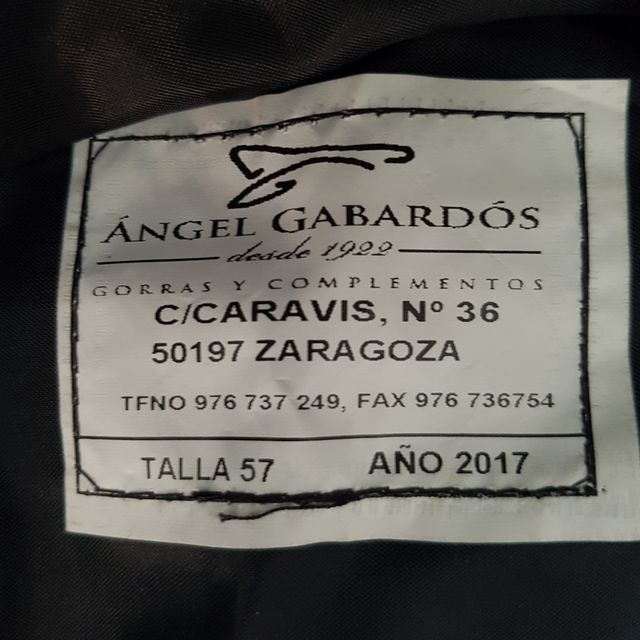 ÁNGEL GABARDÓS
desde 1922
GORRAS Y COMPLEMENTOS
C/CARAVIS, Nº 36
50197 ZARAGOZA
TFNO 976 737 249, FAX 976 736754
TALLA 57 AÑO 2017